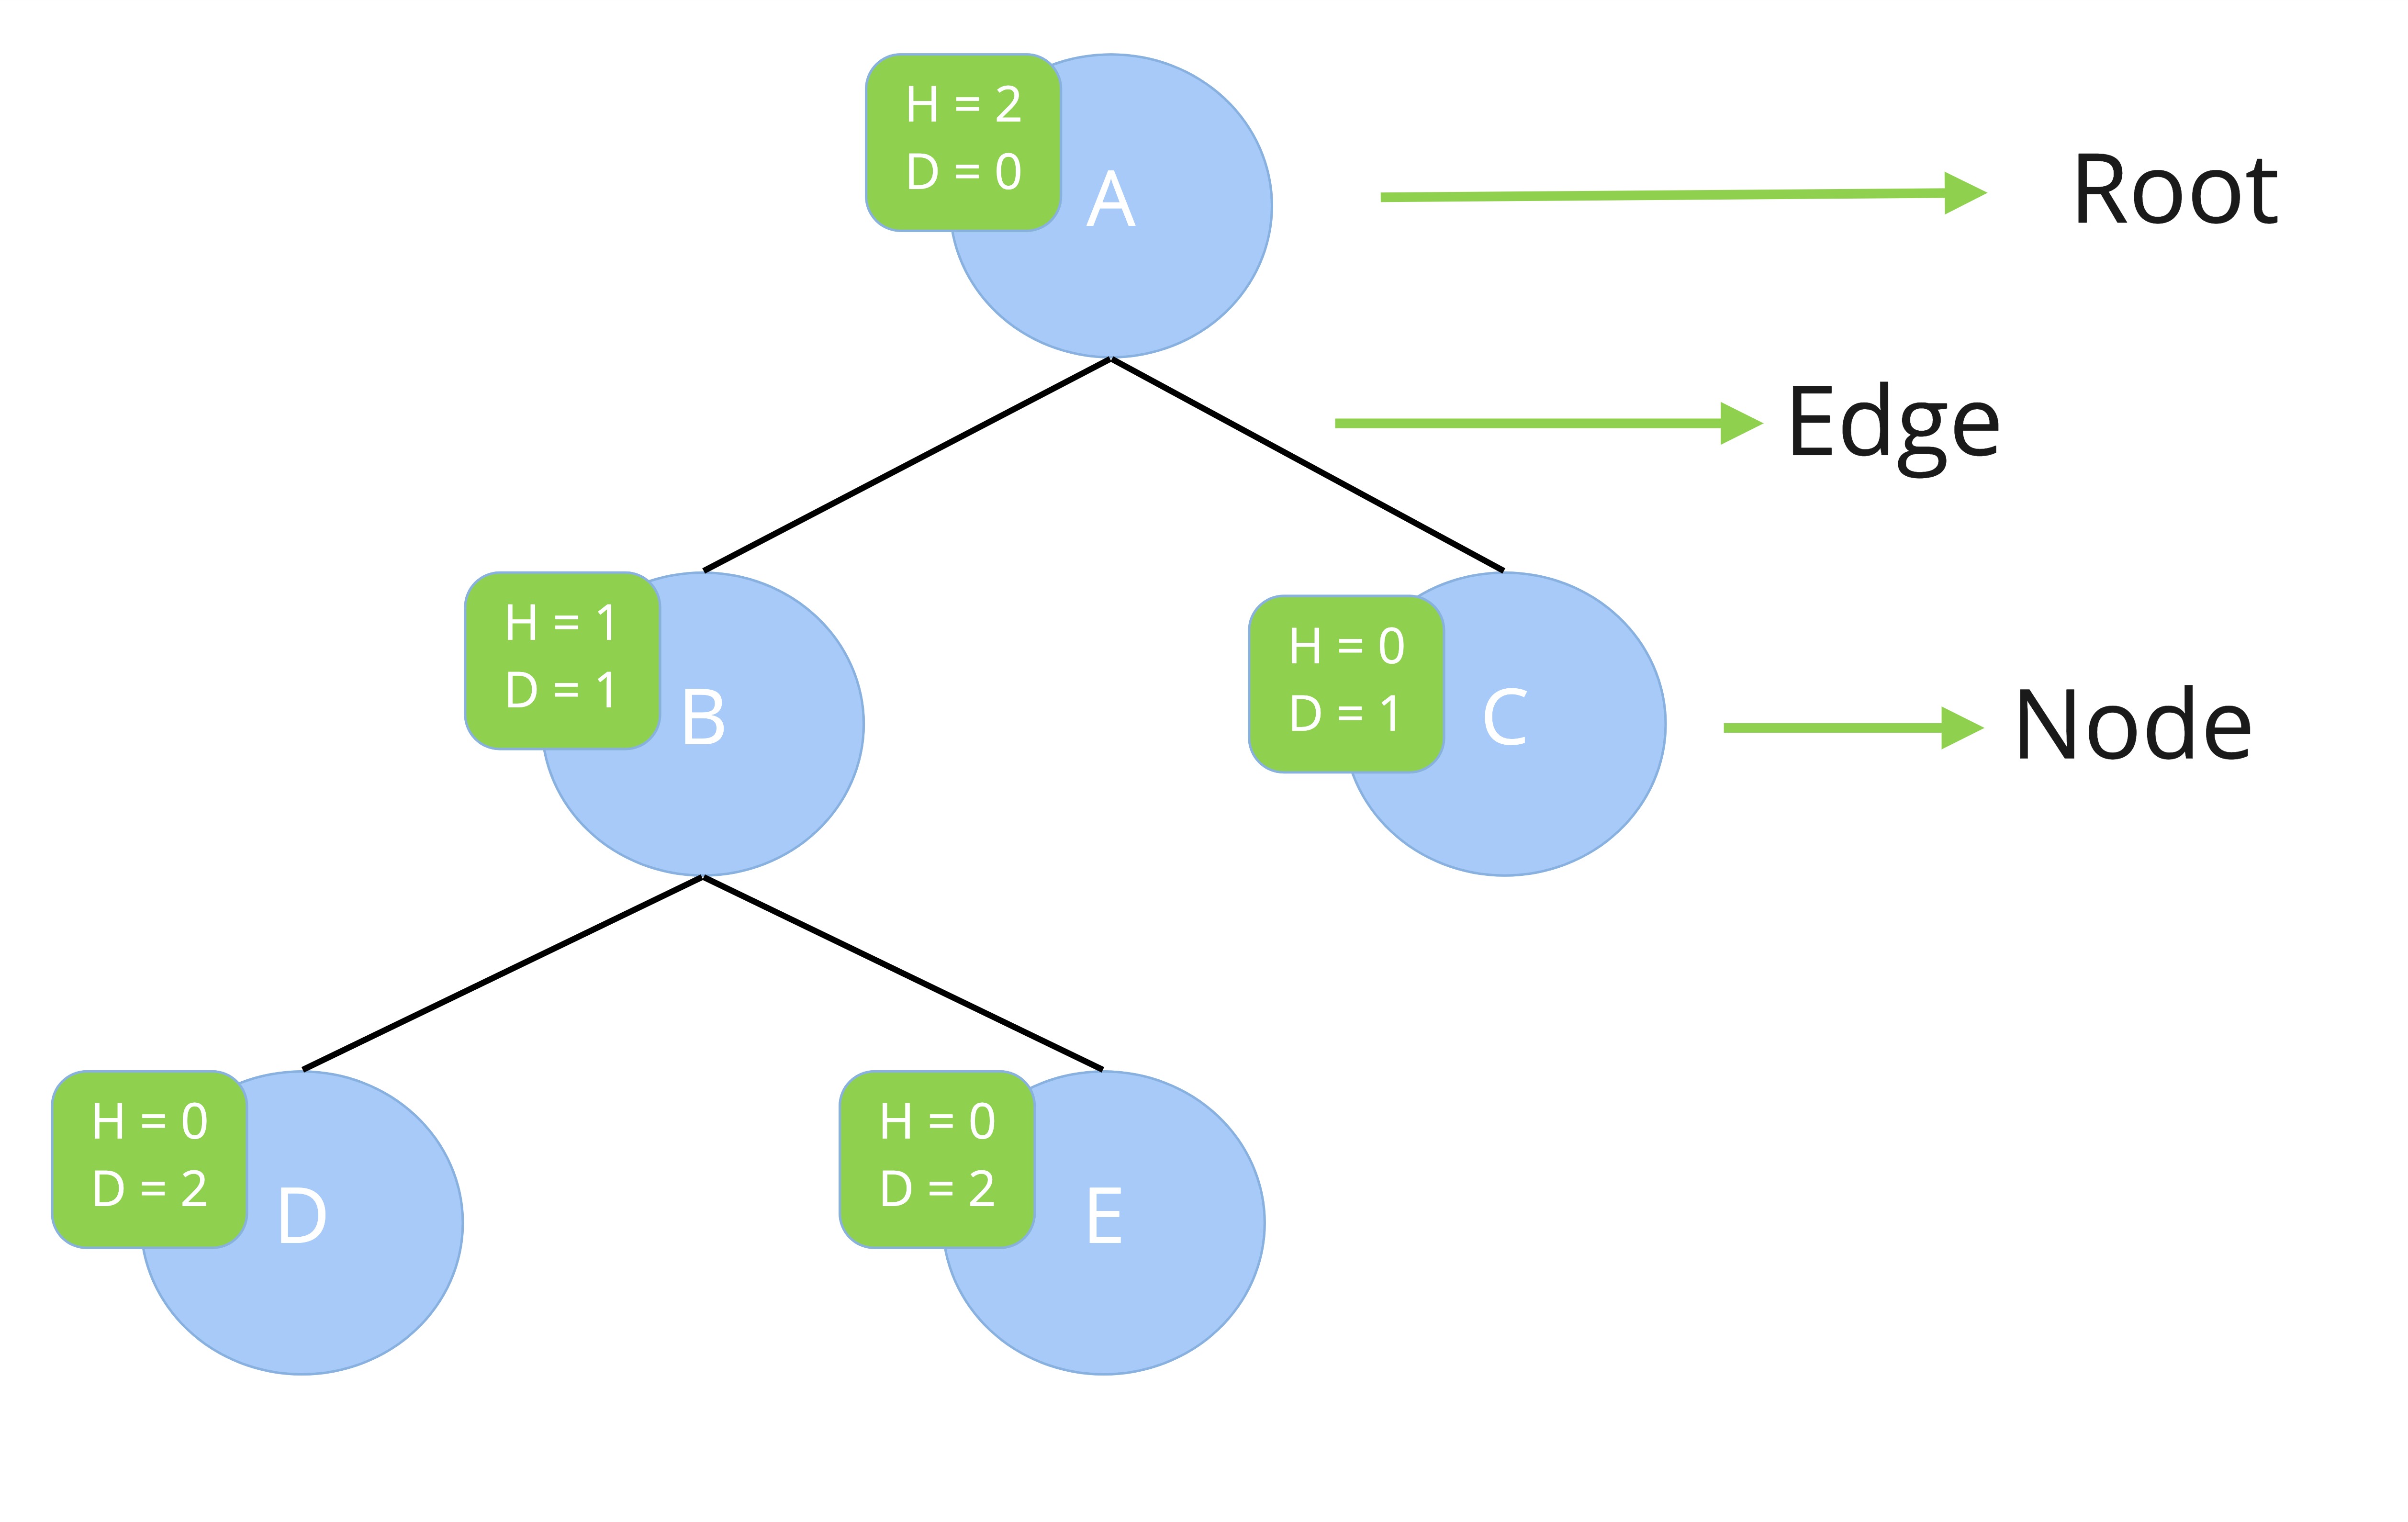 H = 2
D = 0
A
Root
Edge
H = 1
D = 1
B
H = 0
D = 1
C
Node
H = 0
D = 2
D
H = 0
D = 2
E